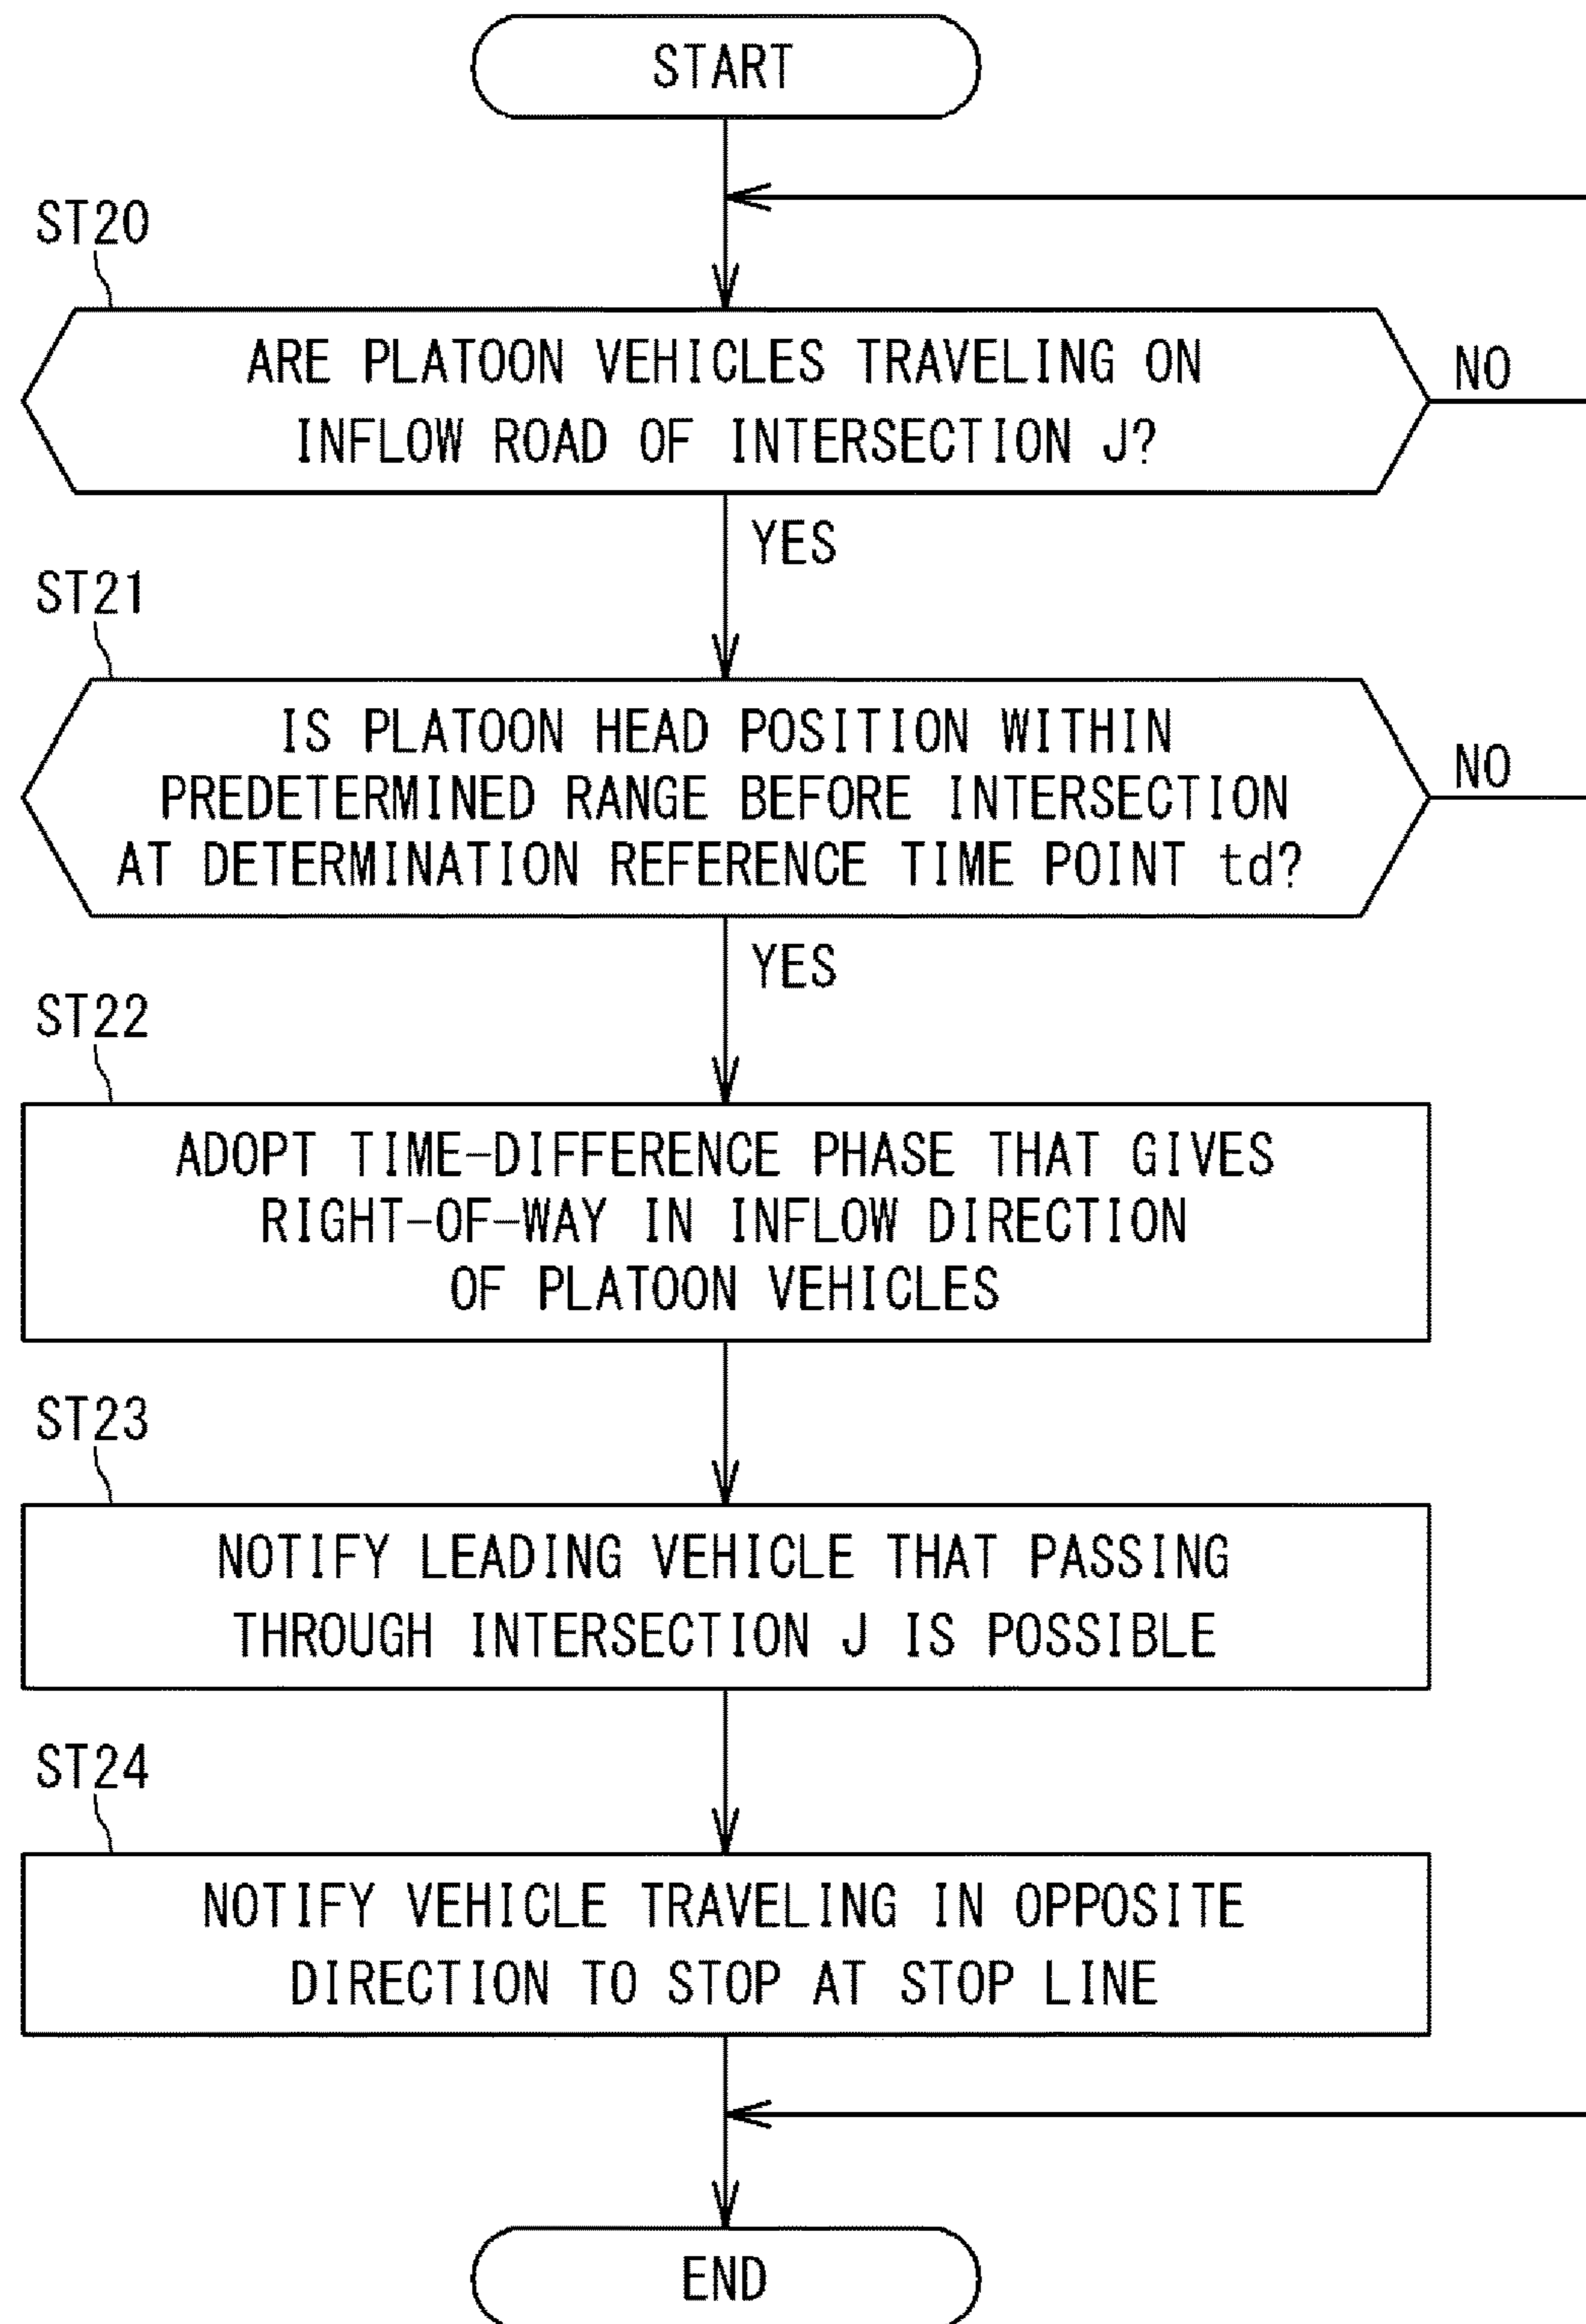 START
ST20
ARE PLATOON VEHICLES TRAVELING ON
INFLOW ROAD OF INTERSECTION J?
NO
YES
ST21
IS PLATOON HEAD POSITION WITHIN
PREDETERMINED RANGE BEFORE INTERSECTION
AT DETERMINATION REFERENCE TIME POINT td?
NO
YES
ST22
ADOPT TIME-DIFFERENCE PHASE THAT GIVES
RIGHT-OF-WAY IN INFLOW DIRECTION
OF PLATOON VEHICLES
ST23
NOTIFY LEADING VEHICLE THAT PASSING
THROUGH INTERSECTION J IS POSSIBLE
ST24
NOTIFY VEHICLE TRAVELING IN OPPOSITE
DIRECTION TO STOP AT STOP LINE
END